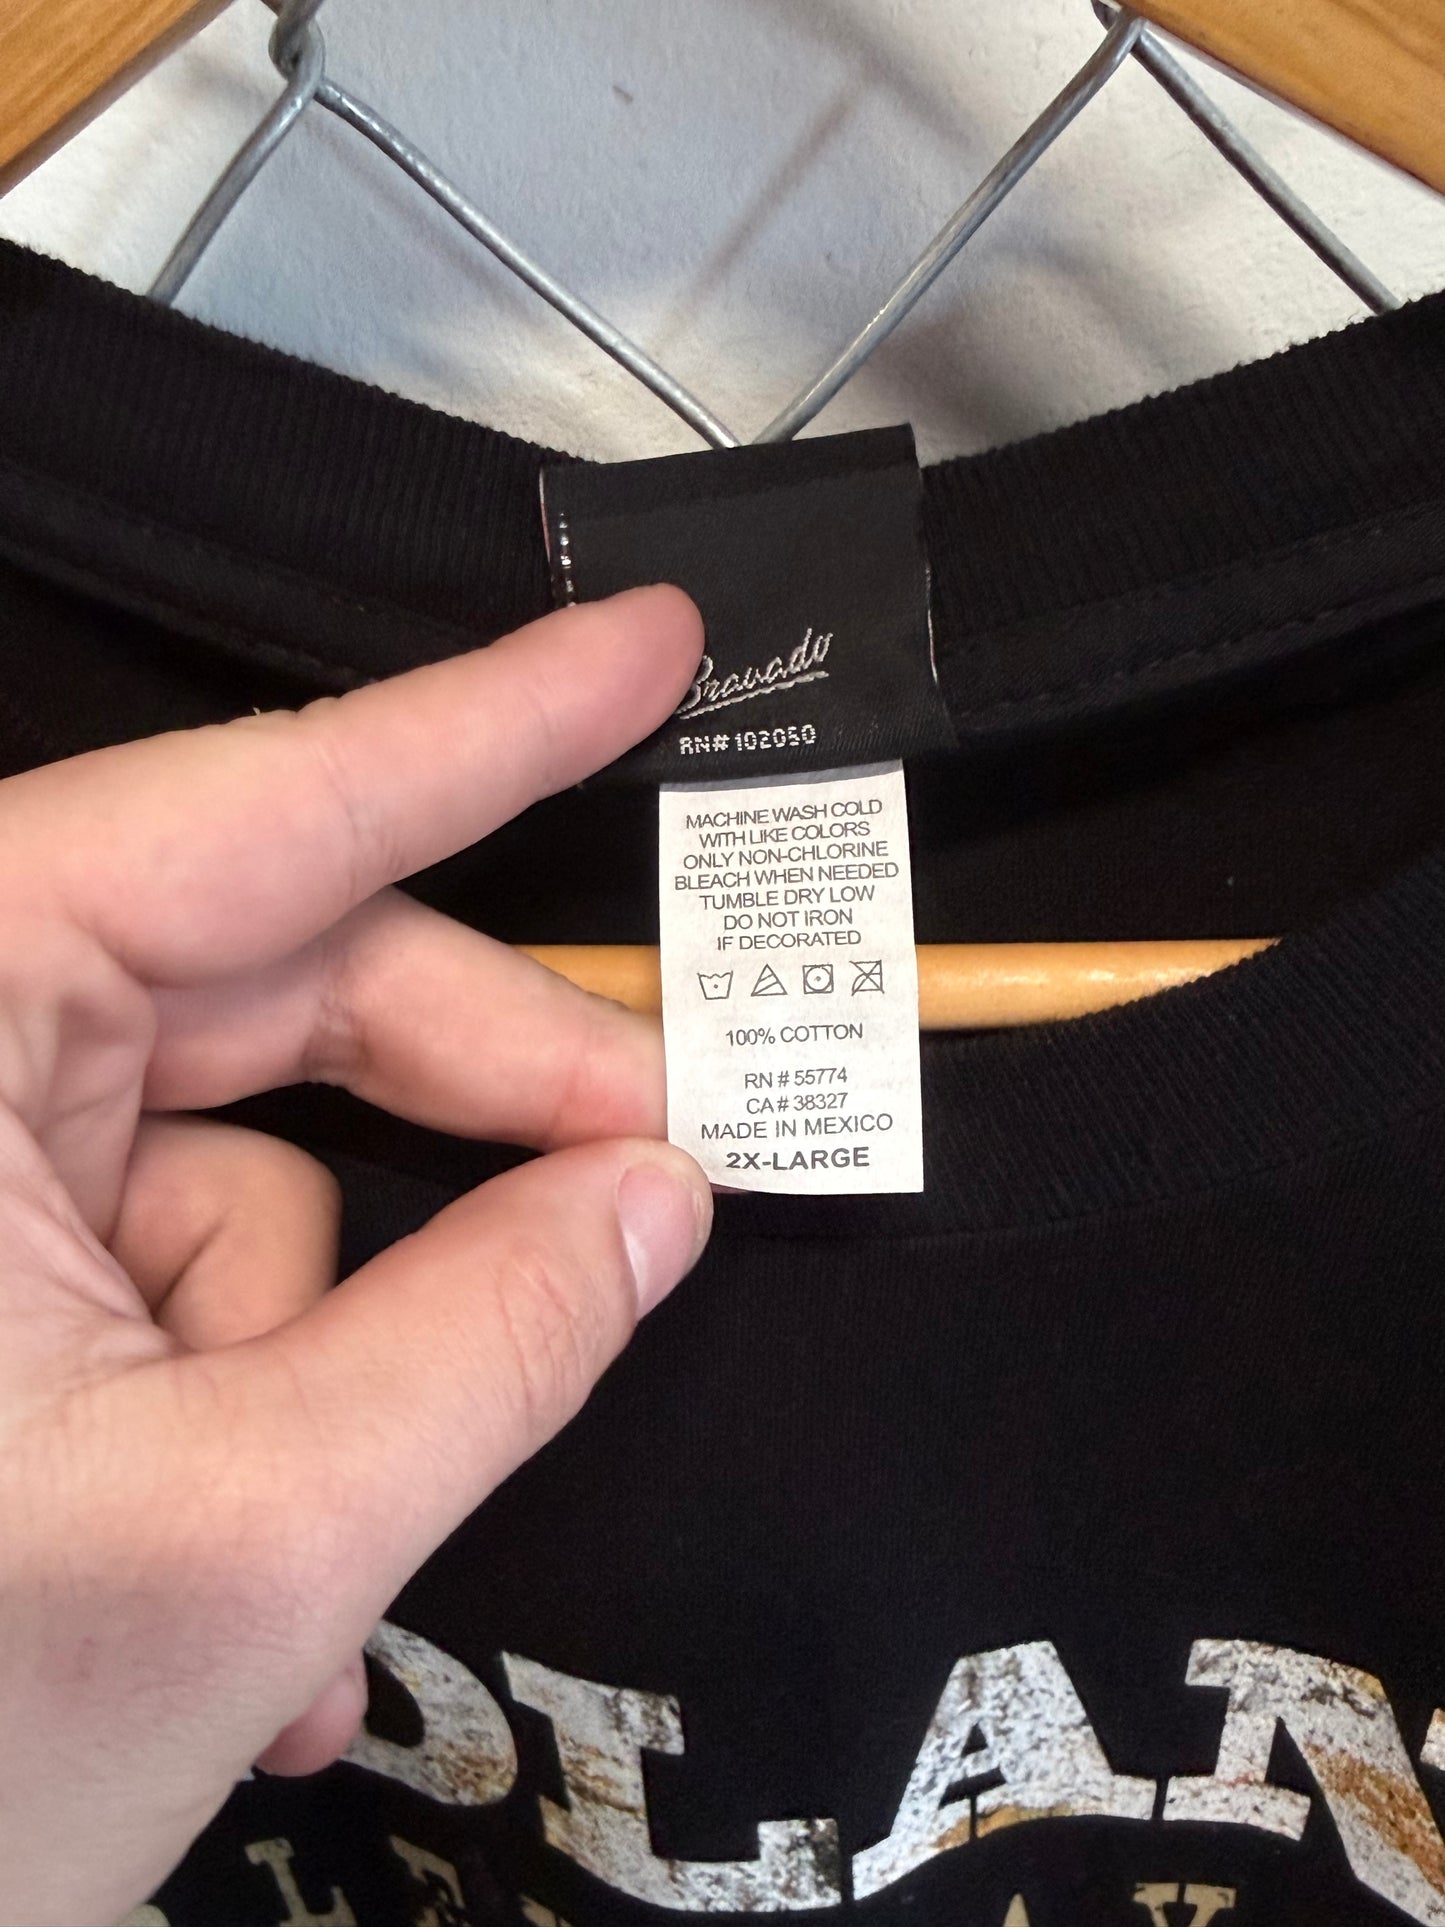 Bravado
RN# 102050
MACHINE WASH COLD
WITH LIKE COLORS
ONLY NON-CHLORINE
BLEACH WHEN NEEDED
TUMBLE DRY LOW
DO NOT IRON
IF DECORATED
100% COTTON
RN # 55774
CA # 38327
MADE IN MEXICO
2X-LARGE